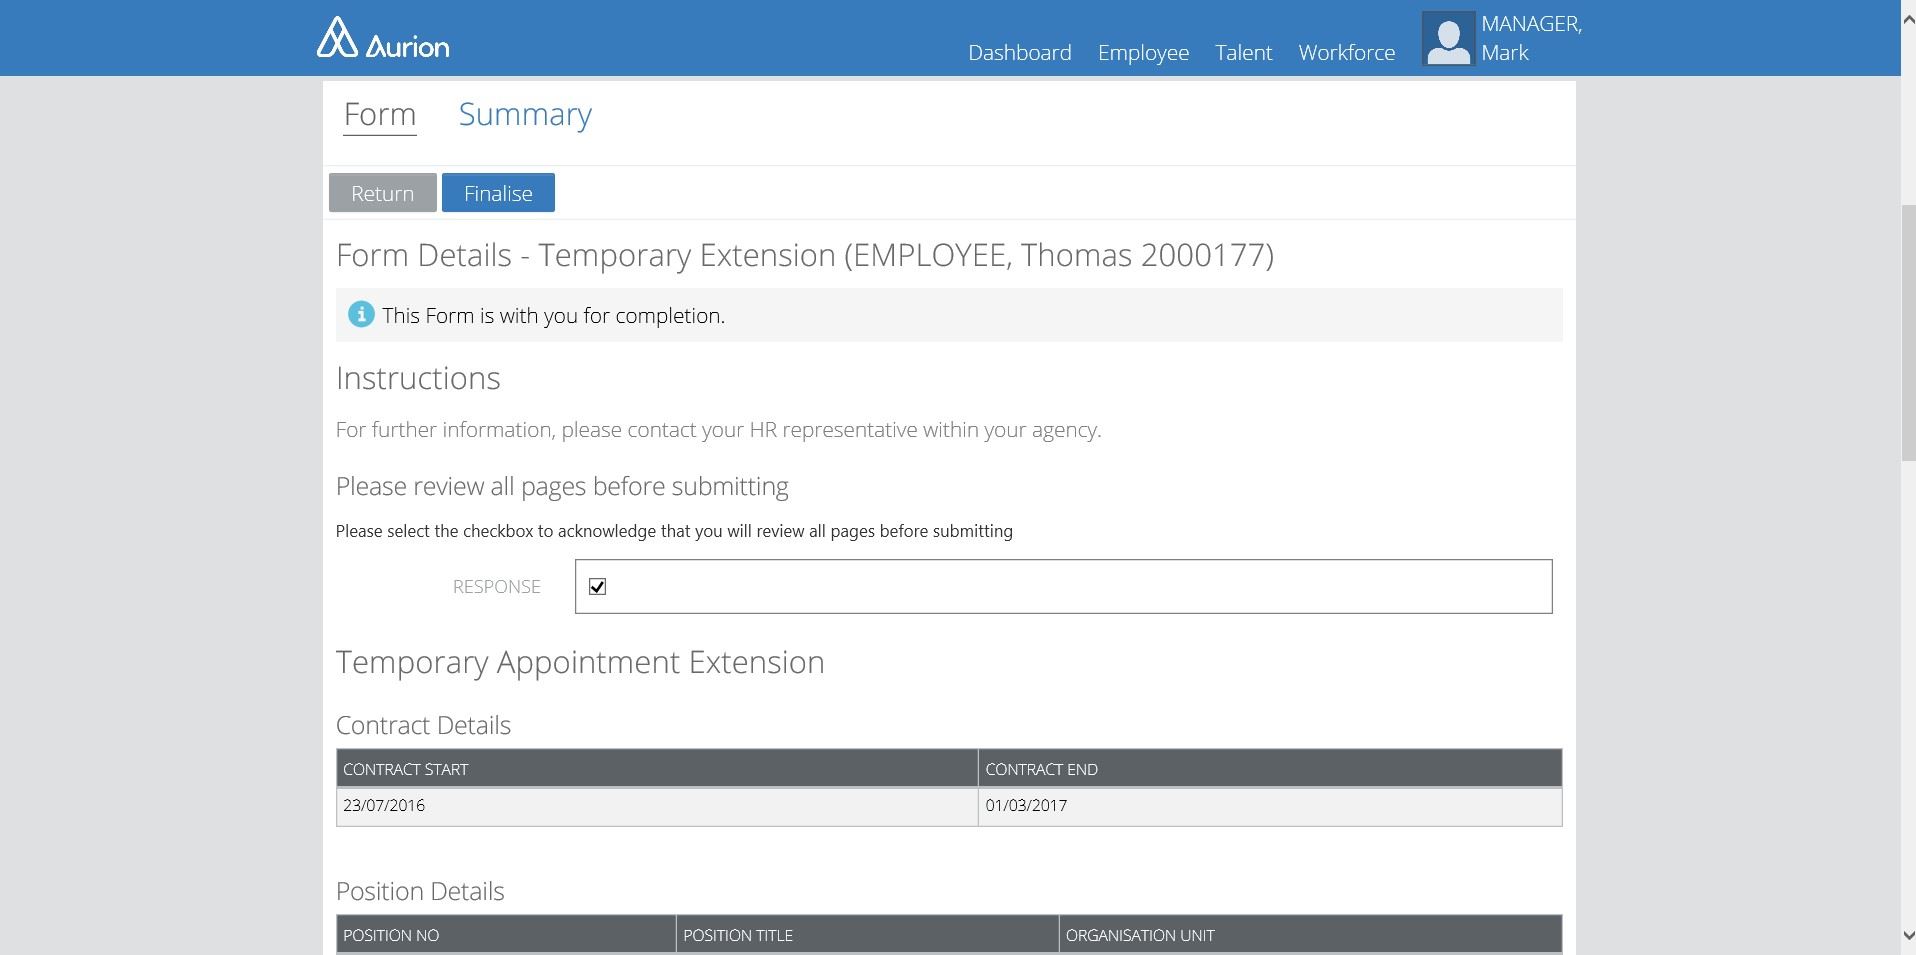 Aurion
Dashboard Employee Talent Workforce
MANAGER,
Mark
Form Summary
Return Finalise
Form Details - Temporary Extension (EMPLOYEE, Thomas 2000177)
This Form is with you for completion.
Instructions
For further information, please contact your HR representative within your agency.
Please review all pages before submitting
Please select the checkbox to acknowledge that you will review all pages before submitting
RESPONSE
Temporary Appointment Extension
Contract Details
CONTRACT START CONTRACT END
23/07/2016 01/03/2017
Position Details
POSITION NO POSITION TITLE ORGANISATION UNIT